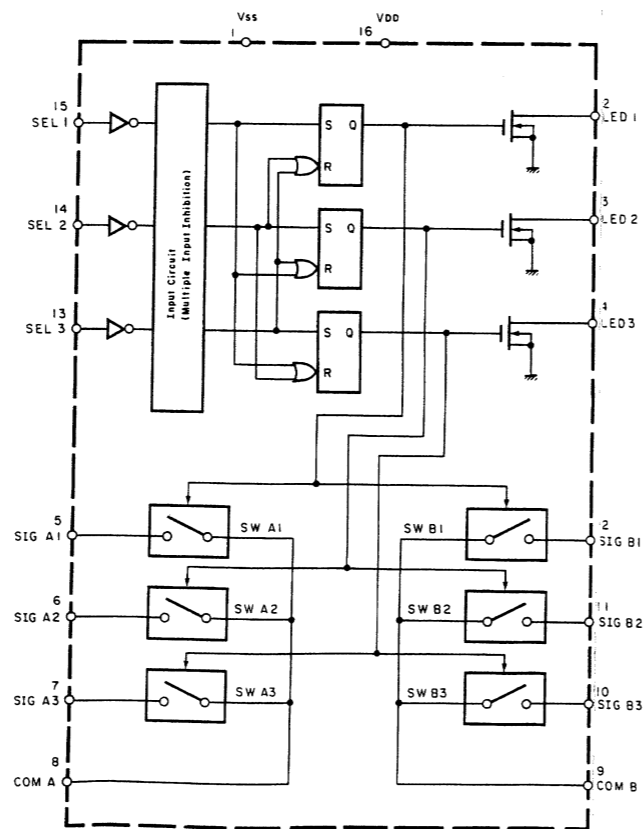 Vss
1
VDD
16
15
SEL 1
14
SEL 2
13
SEL 3
Input Circuit
(Multiple Input Inhibition)
S Q
R
S Q
R
S Q
R
2
LED 1
3
LED 2
4
LED 3
5
SIG A1
SW A1
SW B1
2
SIG B1
6
SIG A2
SW A2
SW B2
11
SIG B2
7
SIG A3
SW A3
SW B3
10
SIG B3
8
COM A
9
COM B